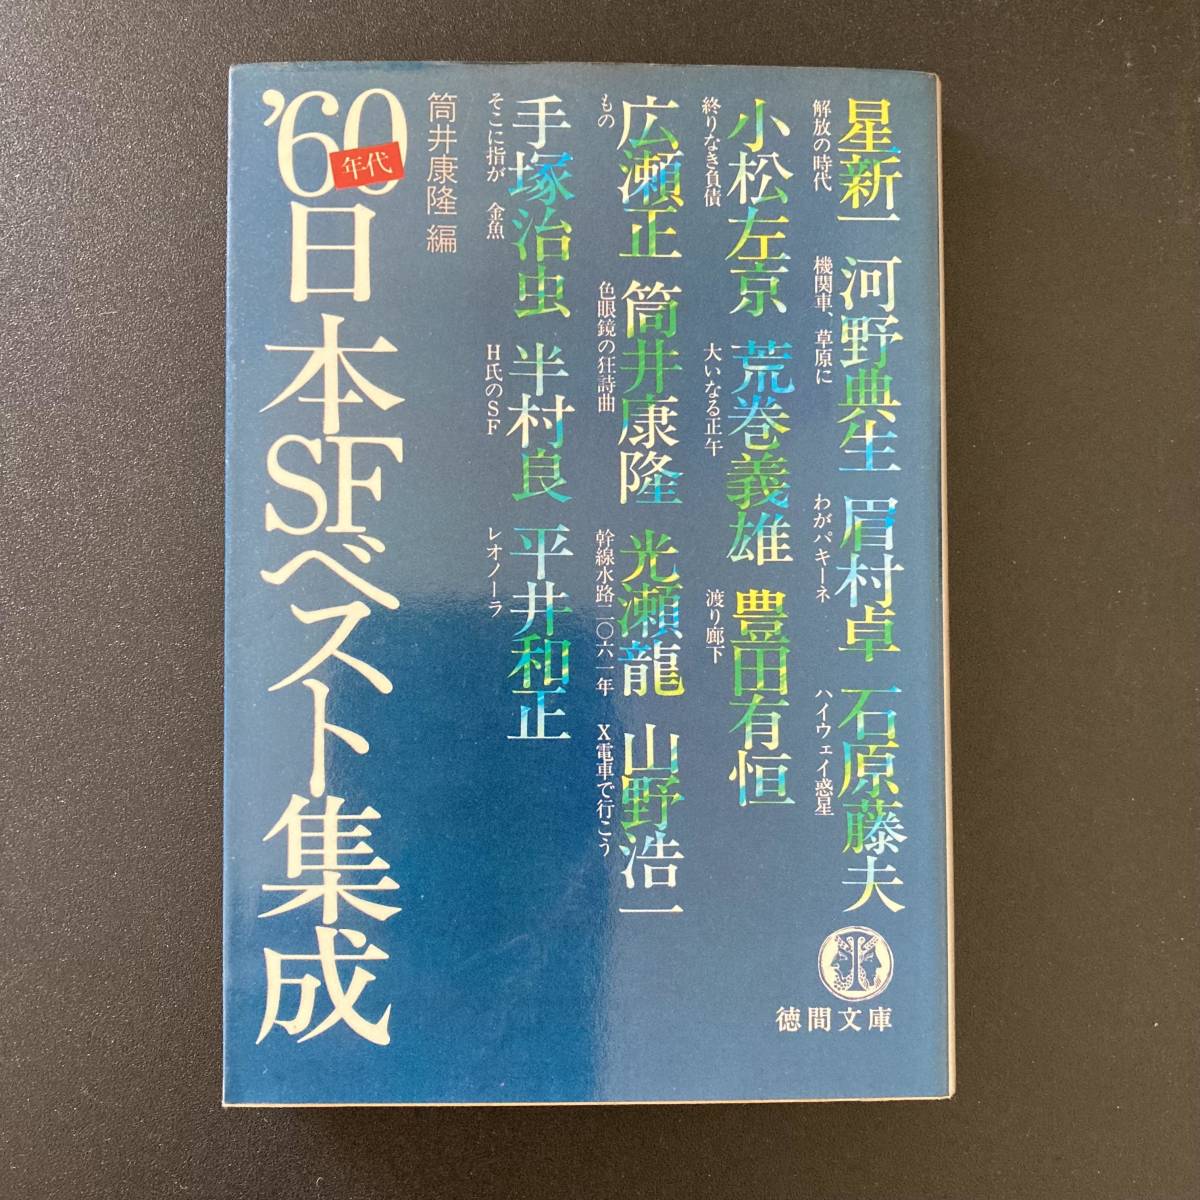 星新一 河野典生 眉村卓 石原藤夫
解放の時代 機関車、草原に わがパキーネ ハイウェイ惑星
小松左京 荒巻義雄 豊田有恒
終りなき負債 大いなる正午 渡り廊下
広瀬正 筒井康隆 光瀬龍 山野浩一
もの 色眼鏡の狂詩曲 幹線水路二〇六一年 X電車で行こう
手塚治虫 半村良 平井和正
そこに指が 金魚 H氏のSF レオノーラ
筒井康隆編
'60年代日本SFベスト集成
徳間文庫